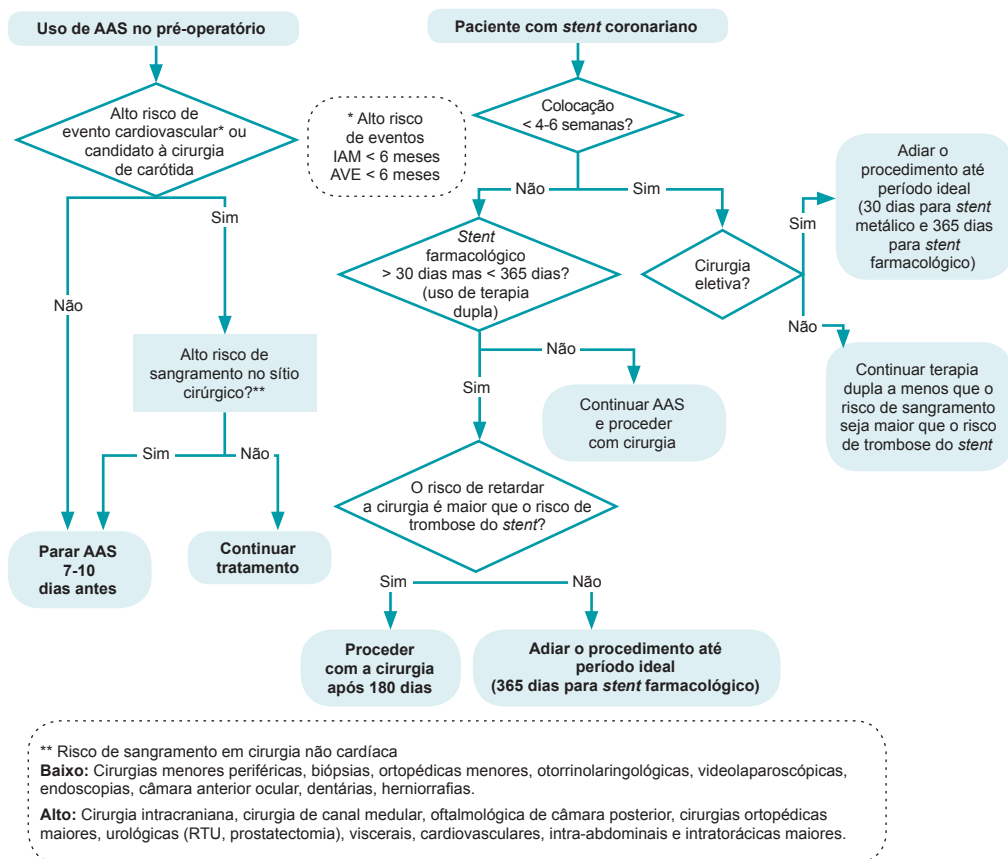 Uso de AAS no pré-operatório
Alto risco de
evento cardiovascular* ou
candidato à cirurgia
de carótida
* Alto risco
de eventos
IAM < 6 meses
AVE < 6 meses
Não
Sim
Alto risco de
sangramento no sítio
cirúrgico?**
Sim
Não
Parar AAS
7-10
dias antes
Continuar
tratamento
Paciente com stent coronariano
Colocação
< 4-6 semanas?
Não
Sim
Stent
farmacológico
> 30 dias mas < 365 dias?
(uso de terapia
dupla)
Cirurgia
eletiva?
Sim
Adiar o
procedimento até
período ideal
(30 dias para stent
metálico e 365 dias
para stent
farmacológico)
Não
Continuar terapia
dupla a menos que o
risco de sangramento
seja maior que o risco
de trombose do stent
Não
Sim
Continuar AAS
e proceder
com cirurgia
O risco de retardar
a cirurgia é maior que o risco de
trombose do stent?
Sim
Não
Proceder
com a cirurgia
após 180 dias
Adiar o procedimento até
período ideal
(365 dias para stent farmacológico)
** Risco de sangramento em cirurgia não cardíaca
Baixo: Cirurgias menores periféricas, biópsias, ortopédicas menores, otorrinolaringológicas, videolaparoscópicas,
endoscopias, câmara anterior ocular, dentárias, herniorrafias.
Alto: Cirurgia intracraniana, cirurgia de canal medular, oftalmológica de câmara posterior, cirurgias ortopédicas
maiores, urológicas (RTU, prostatectomia), viscerais, cardiovasculares, intra-abdominais e intratorácicas maiores.